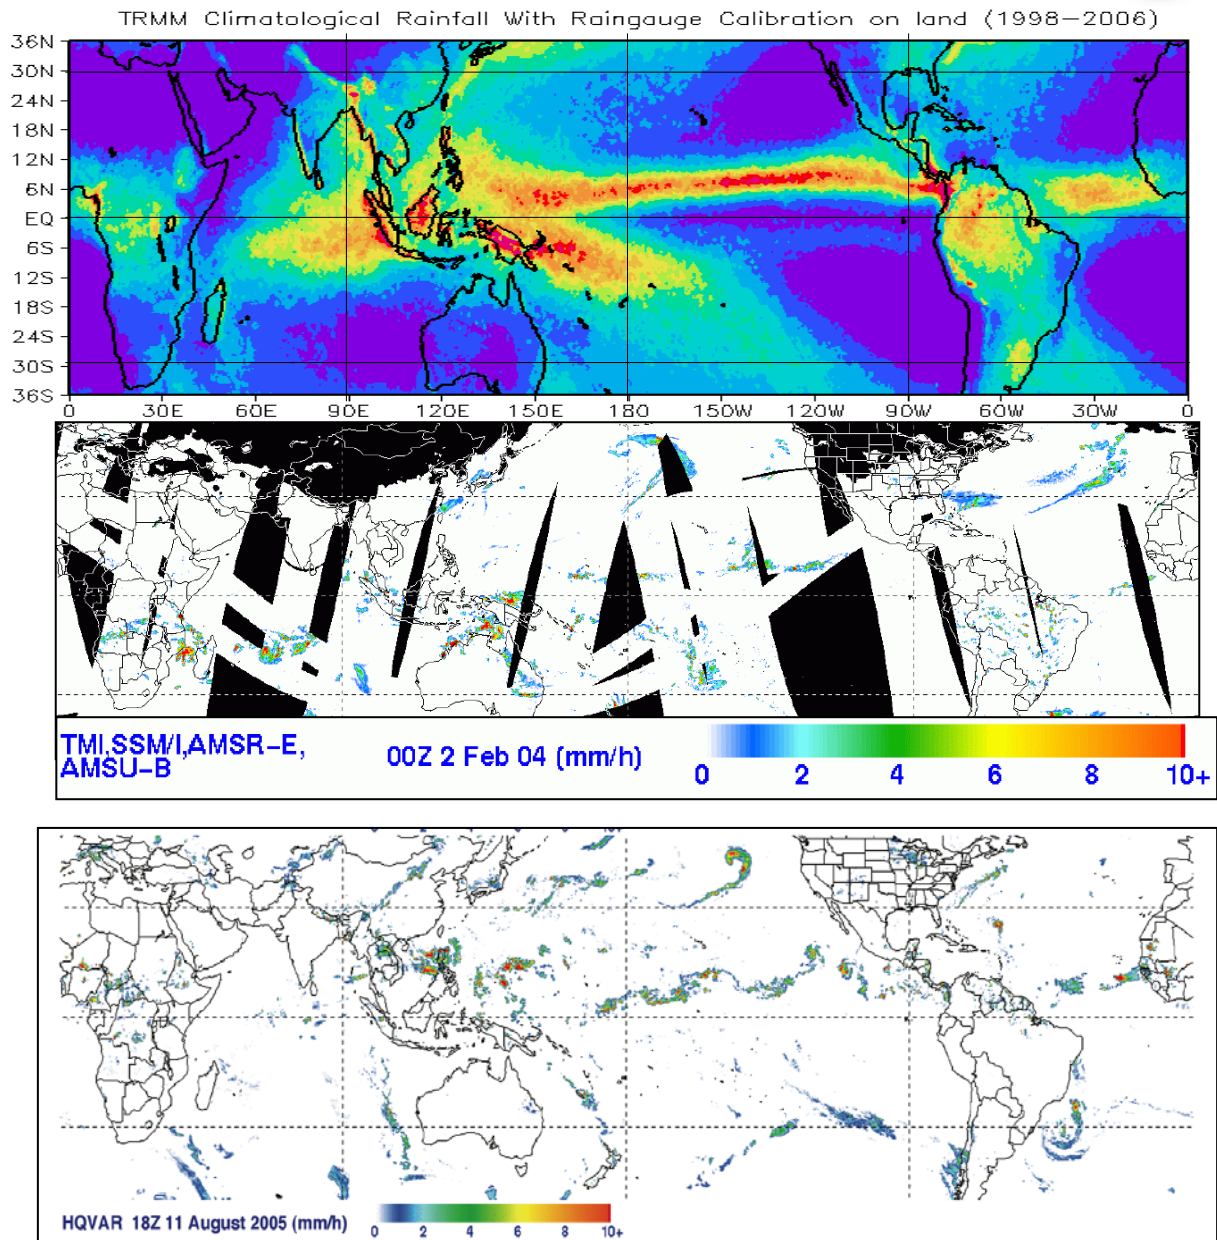 TRMM Climatological Rainfall With Raingauge Calibration on land (1998−2006)
36N
30N
24N
18N
12N
6N
EQ
6S
12S
18S
24S
30S
36S
0 30E 60E 90E 120E 150E 180 150W 120W 90W 60W 30W 0
TMI,SSM/I,AMSR−E,
AMSU−B
00Z 2 Feb 04 (mm/h)
0 2 4 6 8 10+
HQVAR 18Z 11 August 2005 (mm/h)
0 2 4 6 8 10+